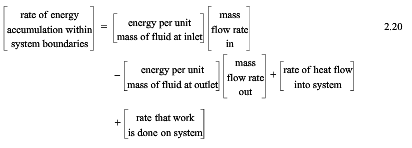 [rate of energy accumulation within system boundaries] = [energy per unit mass of fluid at inlet] [mass flow rate in] 2.20
− [energy per unit mass of fluid at outlet] [mass flow rate out] + [rate of heat flow into system]
+ [rate that work is done on system]